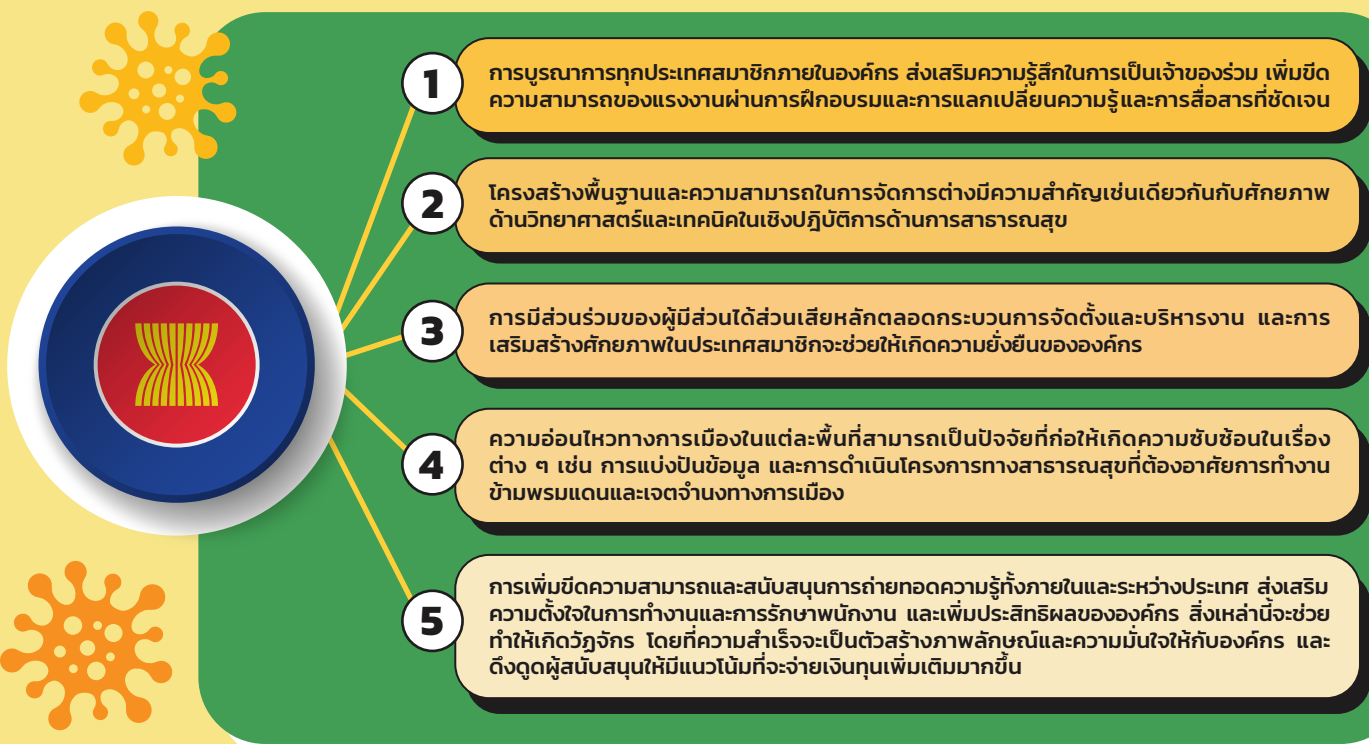 1
การบูรณาการทุกประเทศสมาชิกภายในองค์กร ส่งเสริมความรู้สึกในการเป็นเจ้าของร่วม เพิ่มขีด
ความสามารถของแรงงานผ่านการฝึกอบรมและการแลกเปลี่ยนความรู้และการสื่อสารที่ชัดเจน
2
โครงสร้างพื้นฐานและความสามารถในการจัดการต่างมีความสำคัญเช่นเดียวกันกับศักยภาพ
ด้านวิทยาศาสตร์และเทคนิคในเชิงปฏิบัติการด้านการสาธารณสุข
3
การมีส่วนร่วมของผู้มีส่วนได้ส่วนเสียหลักตลอดกระบวนการจัดตั้งและบริหารงาน และการ
เสริมสร้างศักยภาพในประเทศสมาชิกจะช่วยให้เกิดความยั่งยืนขององค์กร
4
ความอ่อนไหวทางการเมืองในแต่ละพื้นที่สามารถเป็นปัจจัยที่ก่อให้เกิดความซับซ้อนในเรื่อง
ต่าง ๆ เช่น การแบ่งปันข้อมูล และการดำเนินโครงการทางสาธารณสุขที่ต้องอาศัยการทำงาน
ข้ามพรมแดนและเจตจำนงทางการเมือง
5
การเพิ่มขีดความสามารถและสนับสนุนการถ่ายทอดความรู้ทั้งภายในและระหว่างประเทศ ส่งเสริม
ความตั้งใจในการทำงานและการรักษาพนักงาน และเพิ่มประสิทธิผลขององค์กร สิ่งเหล่านี้จะช่วย
ทำให้เกิดวัฏจักร โดยที่ความสำเร็จจะเป็นตัวสร้างภาพลักษณ์และความมั่นใจให้กับองค์กร และ
ดึงดูดผู้สนับสนุนให้มีแนวโน้มที่จะจ่ายเงินทุนเพิ่มเติมมากขึ้น